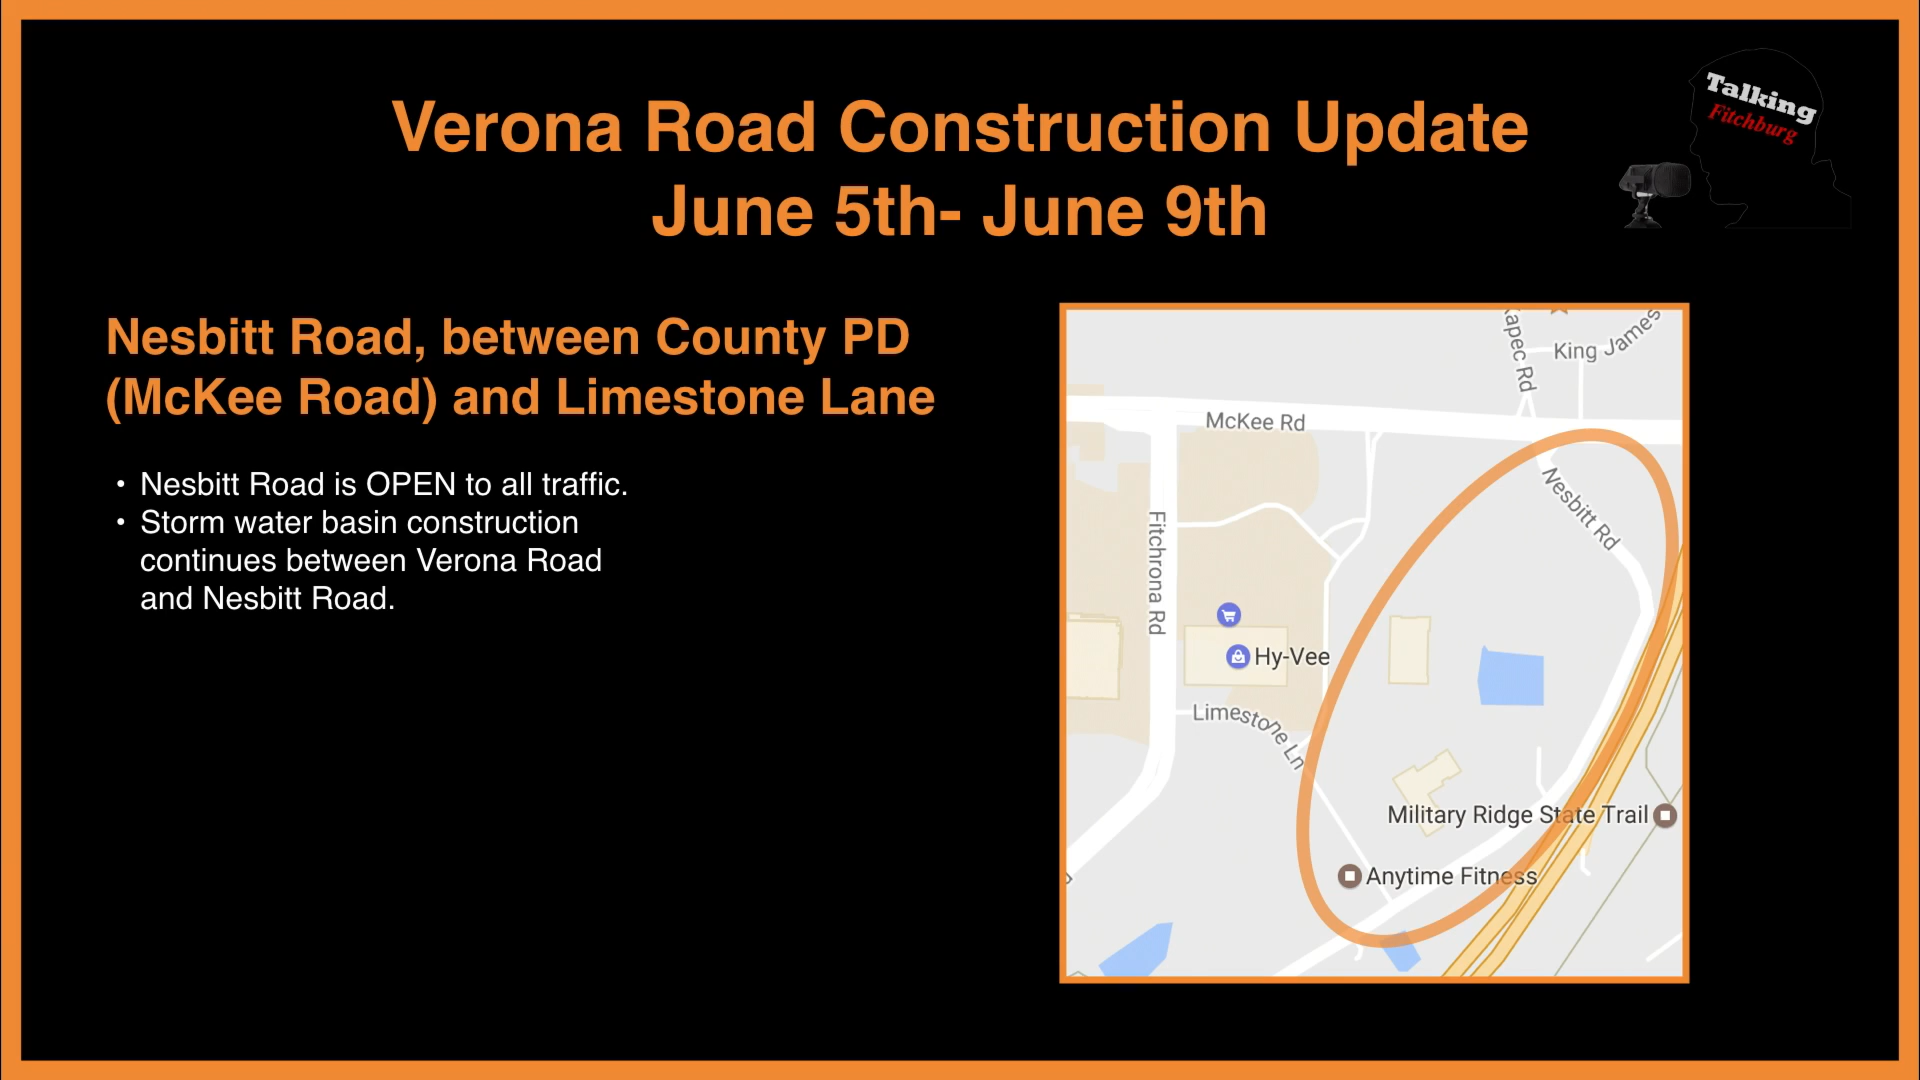 Talking
Fitchburg
Verona Road Construction Update
June 5th- June 9th
Nesbitt Road, between County PD
(McKee Road) and Limestone Lane
• Nesbitt Road is OPEN to all traffic.
• Storm water basin construction
continues between Verona Road
and Nesbitt Road.
King James
McKee Rd
Nesbitt Rd
Fitchrona Rd
Hy-Vee
Limestone Ln
Military Ridge State Trail
Anytime Fitness